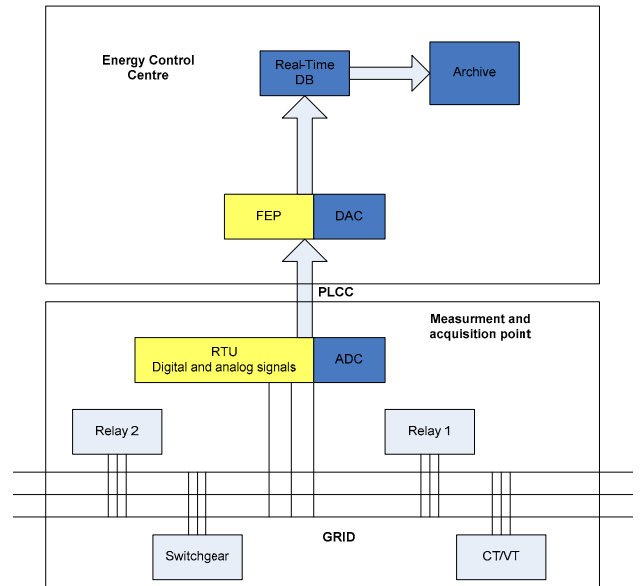 Energy Control
Centre
Real-Time
DB
Archive
FEP
DAC
PLCC
Measurment and
acquisition point
RTU
Digital and analog signals
ADC
Relay 2
Relay 1
GRID
Switchgear
CT/VT